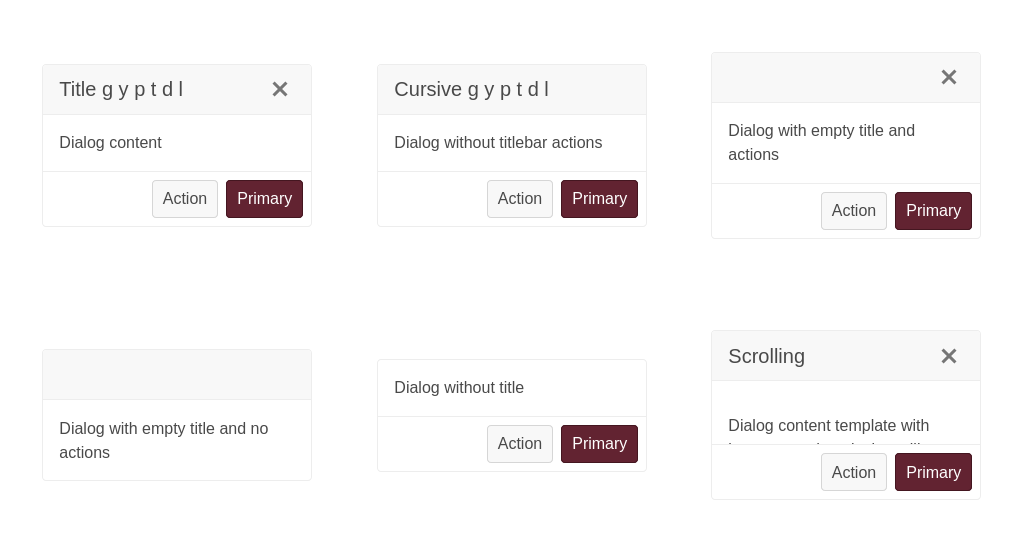 Title g y p t d l
Dialog content
Action Primary
Cursive g y p t d l
Dialog without titlebar actions
Action Primary
Dialog with empty title and
actions
Action Primary
Dialog with empty title and no
actions
Dialog without title
Action Primary
Scrolling
Dialog content template with
Action Primary